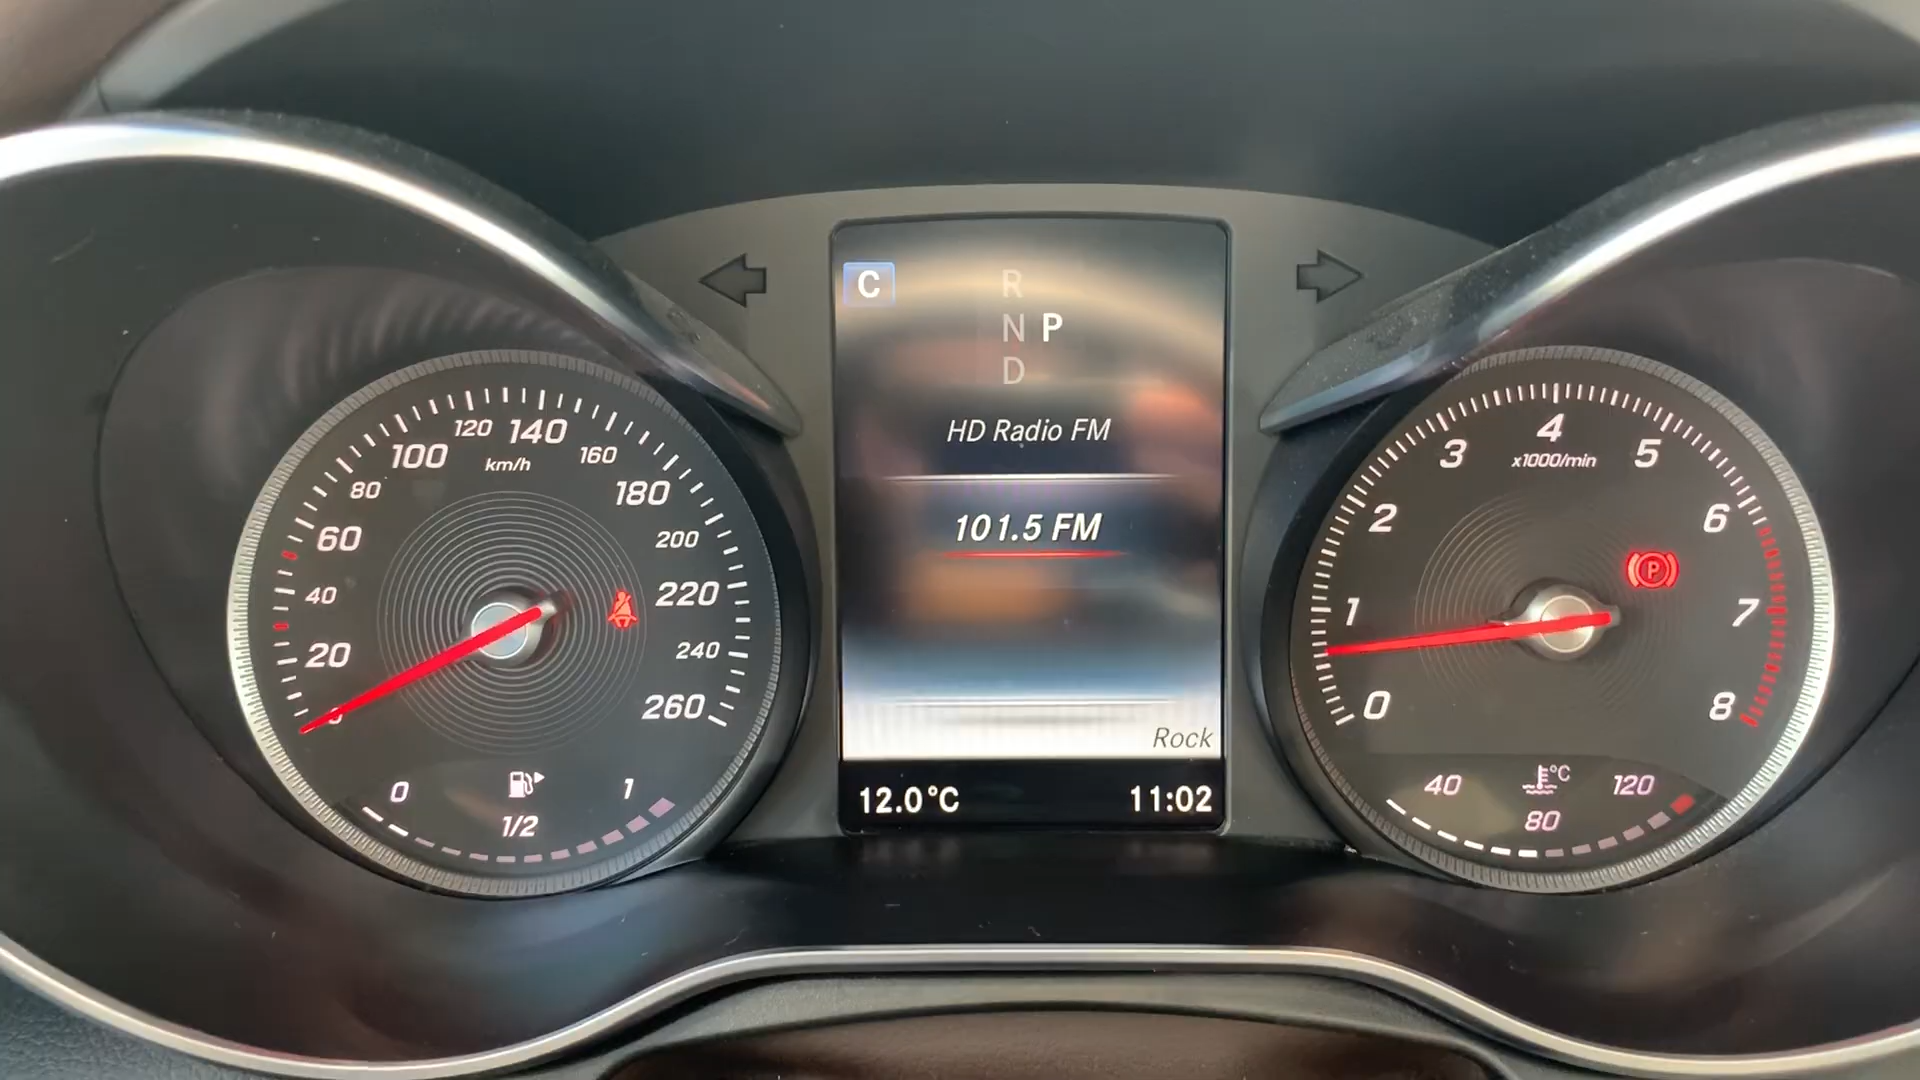 C
R
N P
D
HD Radio FM
101.5 FM
Rock
12.0°C
11:02
0
20
40
60
80
100
120
140
160
180
200
220
240
260
km/h
0
1/2
1
0
1
2
3
4
5
6
7
8
x1000/min
P
40
80
120
°C